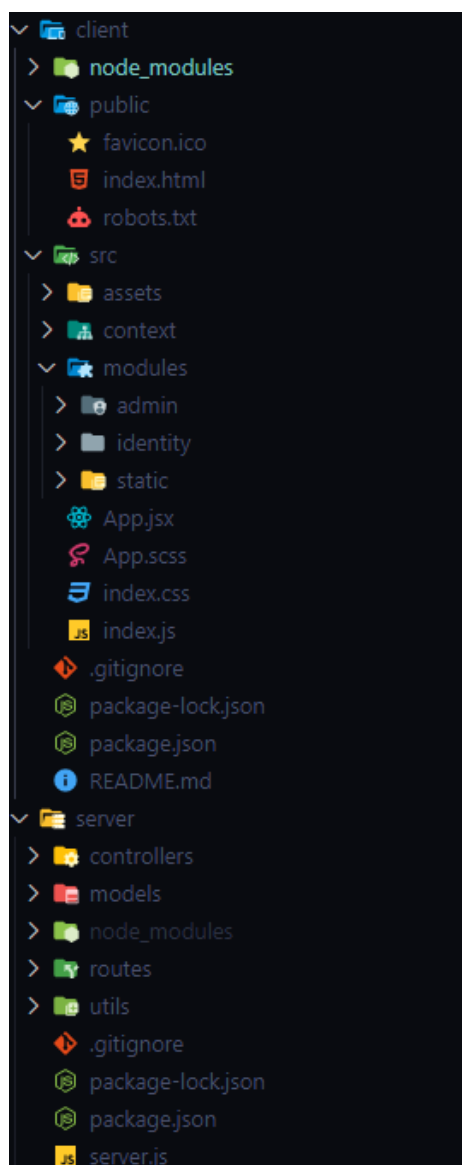 client
node_modules
public
favicon.ico
index.html
robots.txt
src
assets
context
modules
admin
identity
static
App.jsx
App.scss
index.css
JS index.js
.gitignore
package-lock.json
package.json
README.md
server
controllers
models
node_modules
routes
utils
.gitignore
package-lock.json
package.json
JS server.js